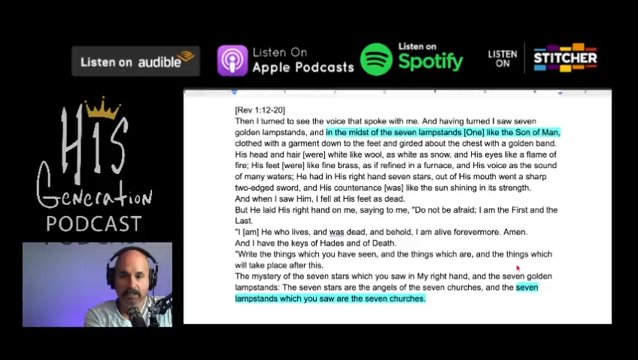 Listen on audible
Listen On
Apple Podcasts
Listen on
Spotify
LISTEN
ON
STITCHER
HIS
Generation
PODCAST
[Rev 1:12-20]
Then I turned to see the voice that spoke with me. And having turned I saw seven
golden lampstands, and in the midst of the seven lampstands [One] like the Son of Man,
clothed with a garment down to the feet and girded about the chest with a golden band.
His head and hair [were] white like wool, as white as snow, and His eyes like a flame of
fire; His feet [were] like fine brass, as if refined in a furnace, and His voice as the sound
of many waters; He had in His right hand seven stars, out of His mouth went a sharp
two-edged sword, and His countenance [was] like the sun shining in its strength.
And when I saw Him, I fell at His feet as dead.
But He laid His right hand on me, saying to me, "Do not be afraid; I am the First and the
Last.
"I [am] He who lives, and was dead, and behold, I am alive forevermore. Amen.
And I have the keys of Hades and of Death.
"Write the things which you have seen, and the things which are, and the things which
will take place after this.
The mystery of the seven stars which you saw in My right hand, and the seven golden
lampstands: The seven stars are the angels of the seven churches, and the seven
lampstands which you saw are the seven churches.